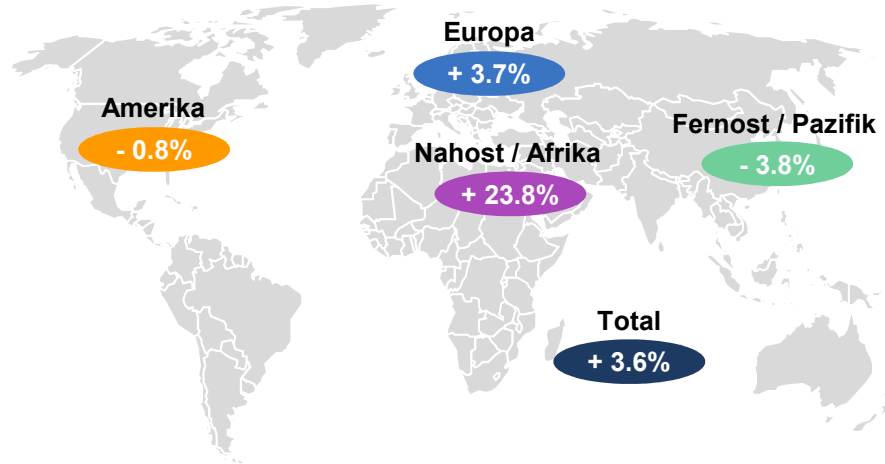 Europa
+ 3.7%
Amerika
- 0.8%
Fernost / Pazifik
- 3.8%
Nahost / Afrika
+ 23.8%
Total
+ 3.6%